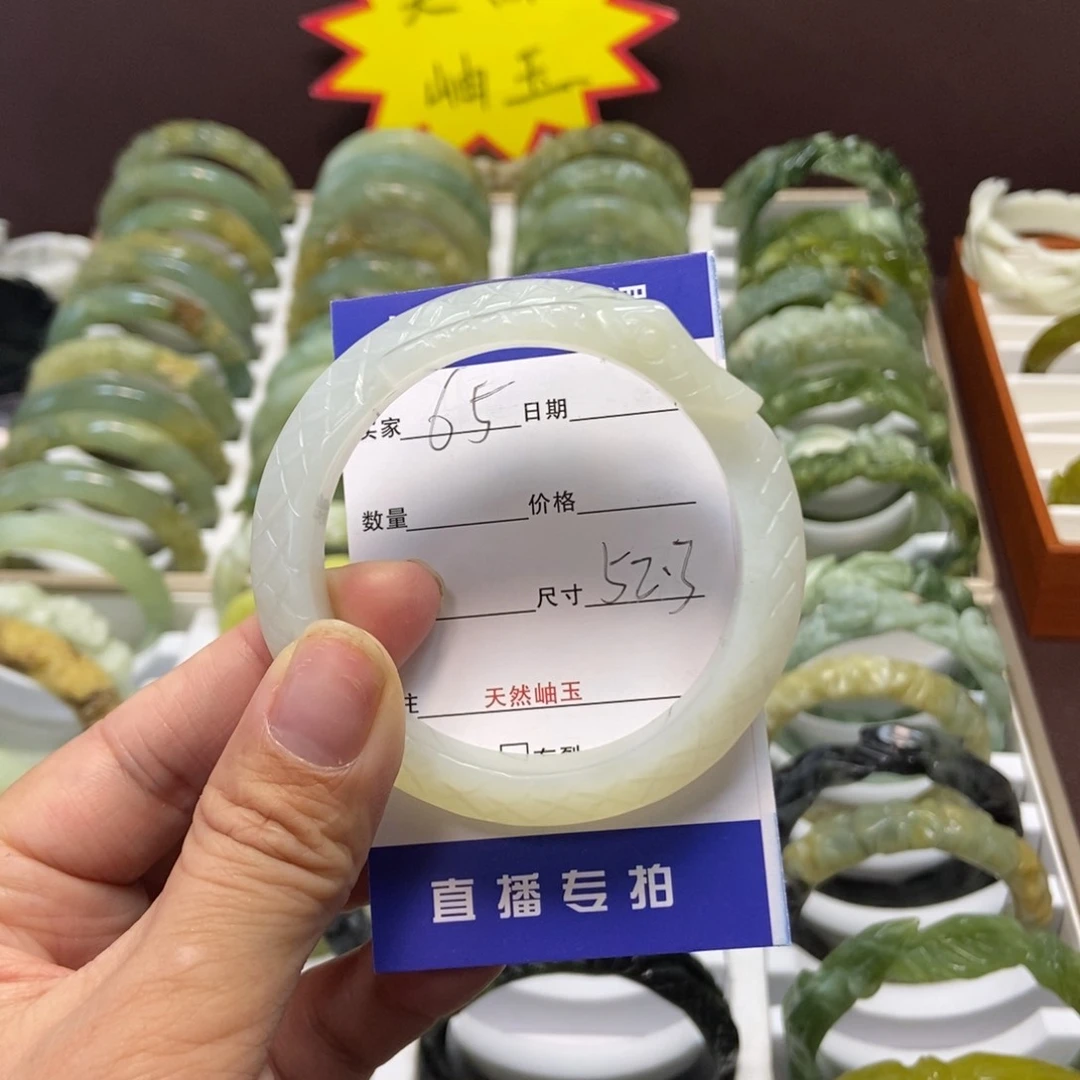 岫玉
家 65 日期
数量 价格
尺寸 52.3
天然岫玉
直播专拍